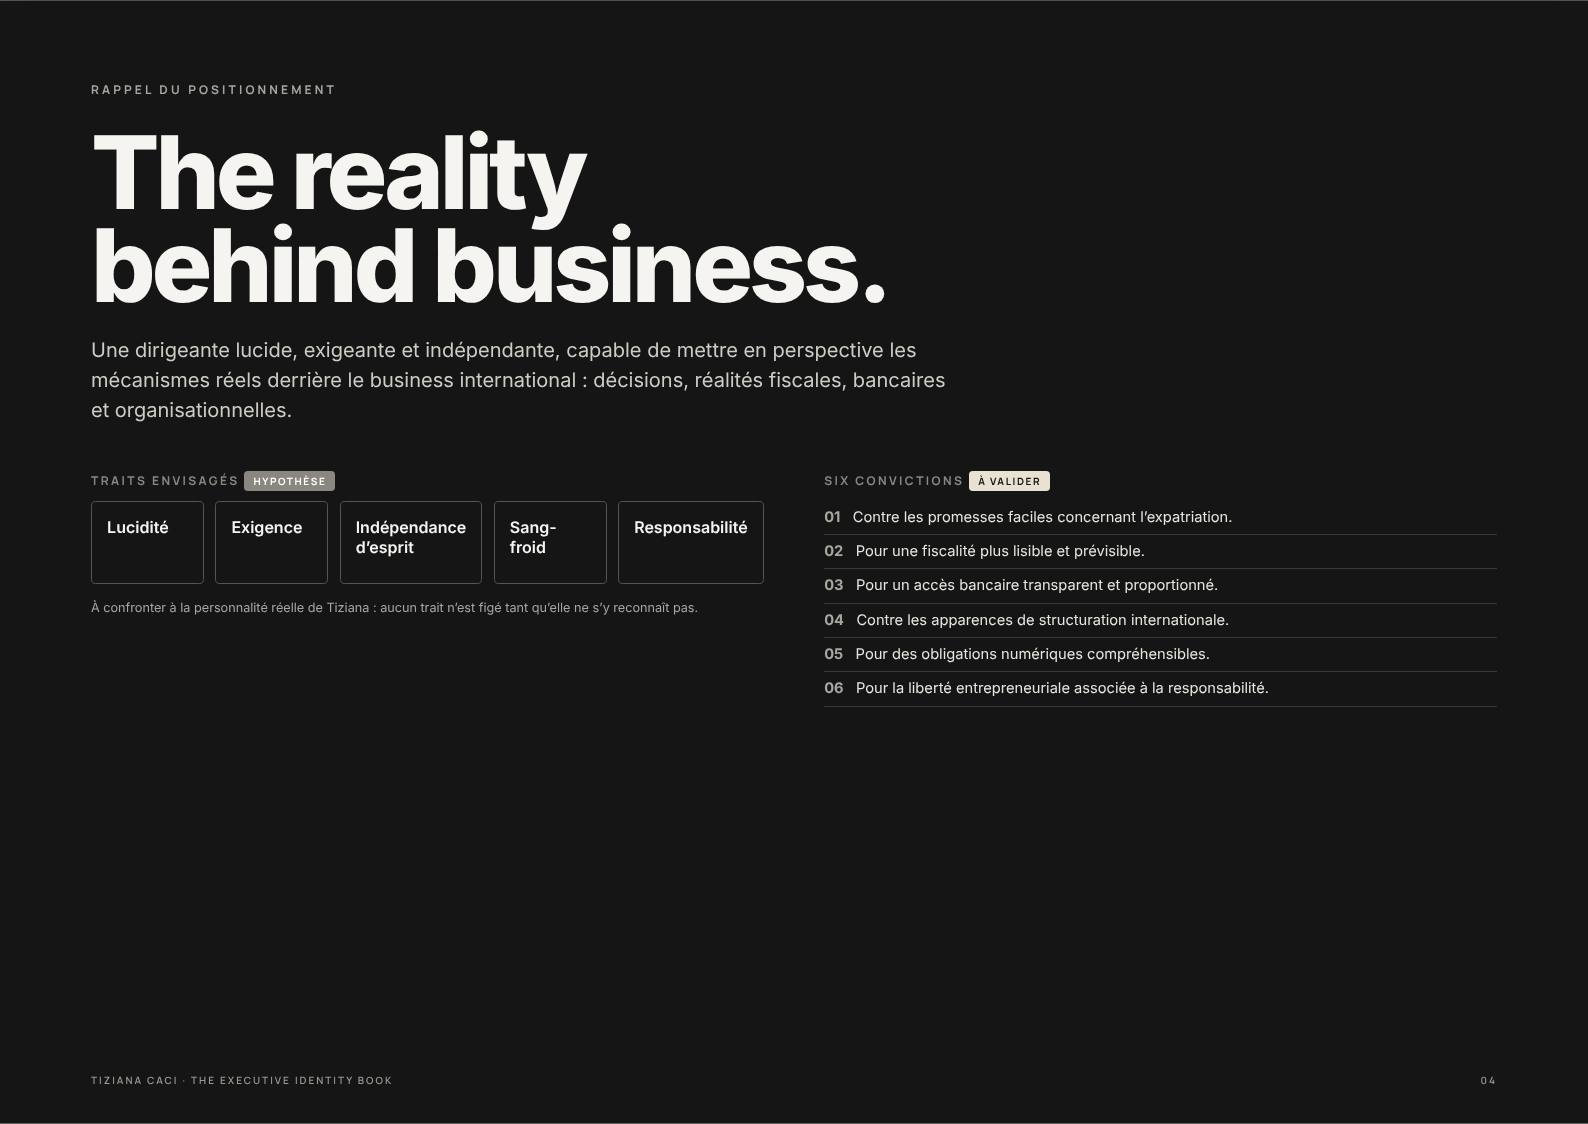 RAPPEL DU POSITIONNEMENT
The reality
behind business.
Une dirigeante lucide, exigeante et indépendante, capable de mettre en perspective les
mécanismes réels derrière le business international : décisions, réalités fiscales, bancaires
et organisationnelles.
TRAITS ENVISAGÉS HYPOTHÈSE
Lucidité
Exigence
Indépendance
d’esprit
Sang-
froid
Responsabilité
À confronter à la personnalité réelle de Tiziana : aucun trait n’est figé tant qu’elle ne s’y reconnaît pas.
SIX CONVICTIONS À VALIDER
01 Contre les promesses faciles concernant l’expatriation.
02 Pour une fiscalité plus lisible et prévisible.
03 Pour un accès bancaire transparent et proportionné.
04 Contre les apparences de structuration internationale.
05 Pour des obligations numériques compréhensibles.
06 Pour la liberté entrepreneuriale associée à la responsabilité.
TIZIANA CACI · THE EXECUTIVE IDENTITY BOOK
04